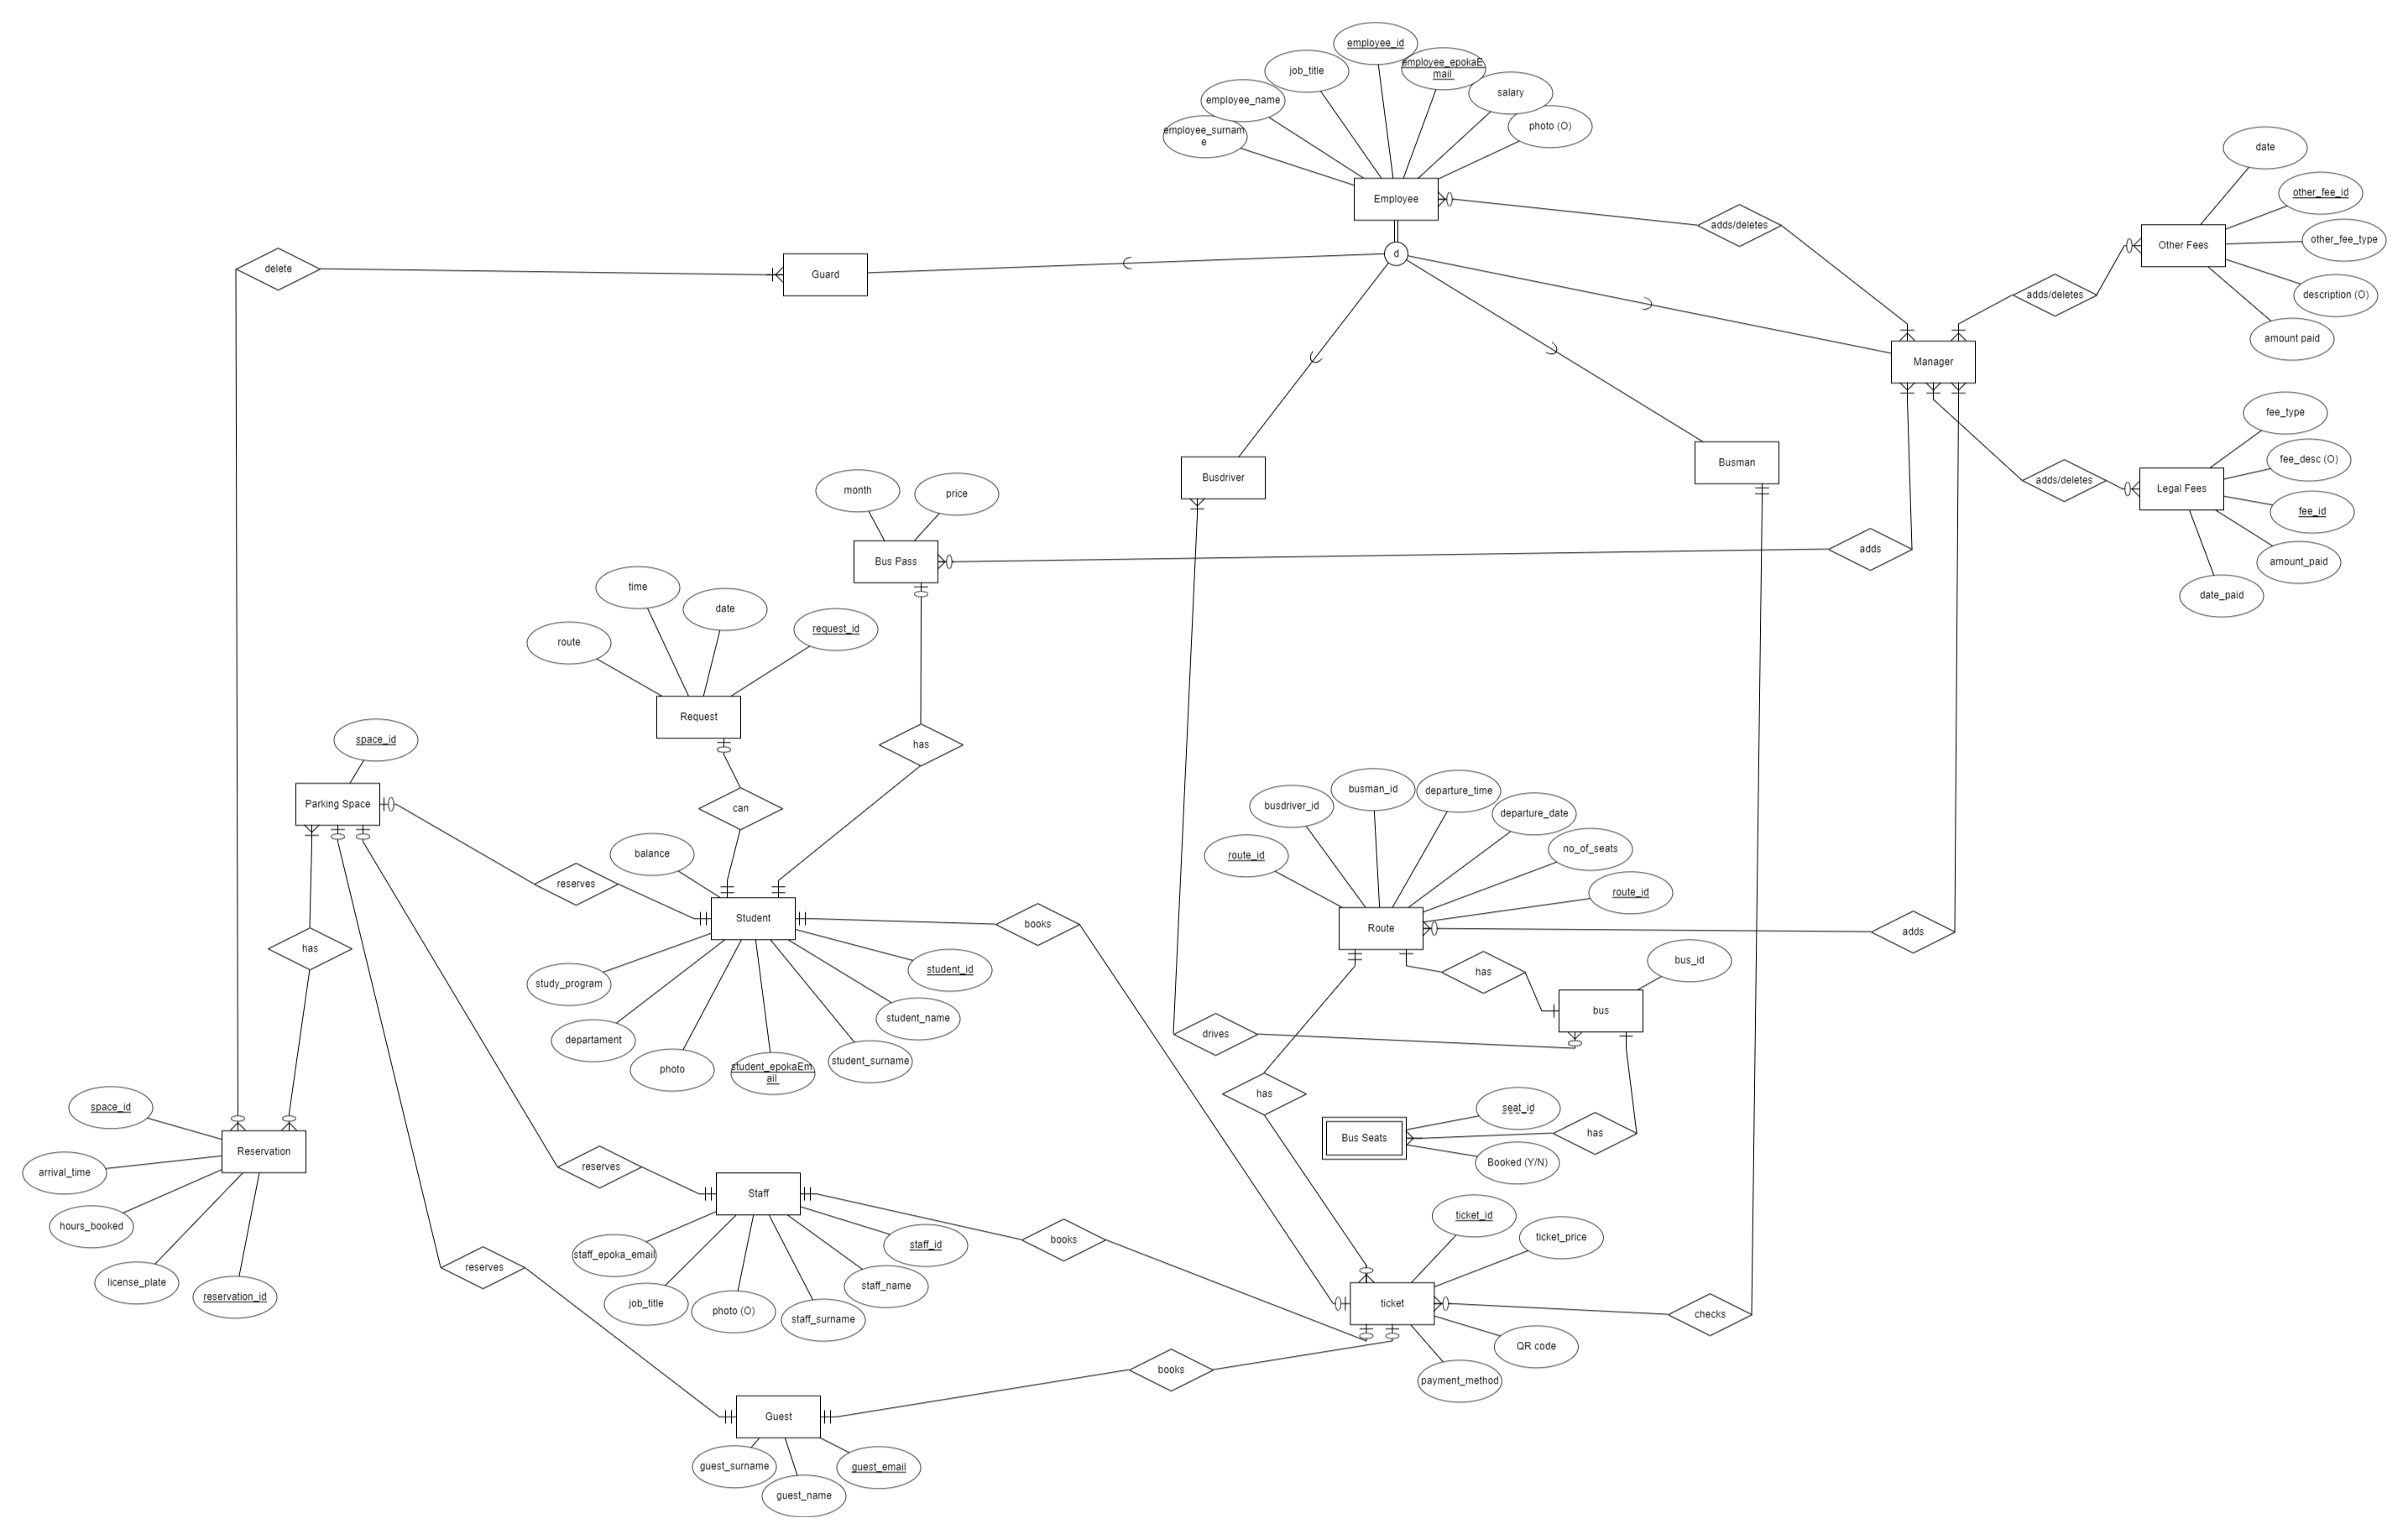 employee_id
employee_epokaE
mail
job_title
salary
employee_name
photo (O)
employee_surnam
e
Employee
adds/deletes
d
date
other_fee_id
other_fee_type
Other Fees
description (O)
amount paid
adds/deletes
delete
Guard
Manager
fee_type
fee_desc (O)
Legal Fees
fee_id
amount_paid
date_paid
adds/deletes
Busdriver
Busman
month
price
Bus Pass
adds
time
date
request_id
route
Request
has
can
space_id
Parking Space
reserves
has
balance
Student
books
student_id
student_name
student_surname
student_epokaEm
ail
photo
departament
study_program
busdriver_id
busman_id
departure_time
departure_date
no_of_seats
route_id
route_id
Route
adds
has
bus_id
bus
drives
has
seat_id
Bus Seats
has
Booked (Y/N)
space_id
Reservation
arrival_time
hours_booked
license_plate
reservation_id
reserves
Staff
staff_epoka_email
staff_id
job_title
photo (O)
staff_surname
staff_name
books
ticket_id
ticket_price
ticket
checks
QR code
payment_method
reserves
books
Guest
guest_surname
guest_name
guest_email